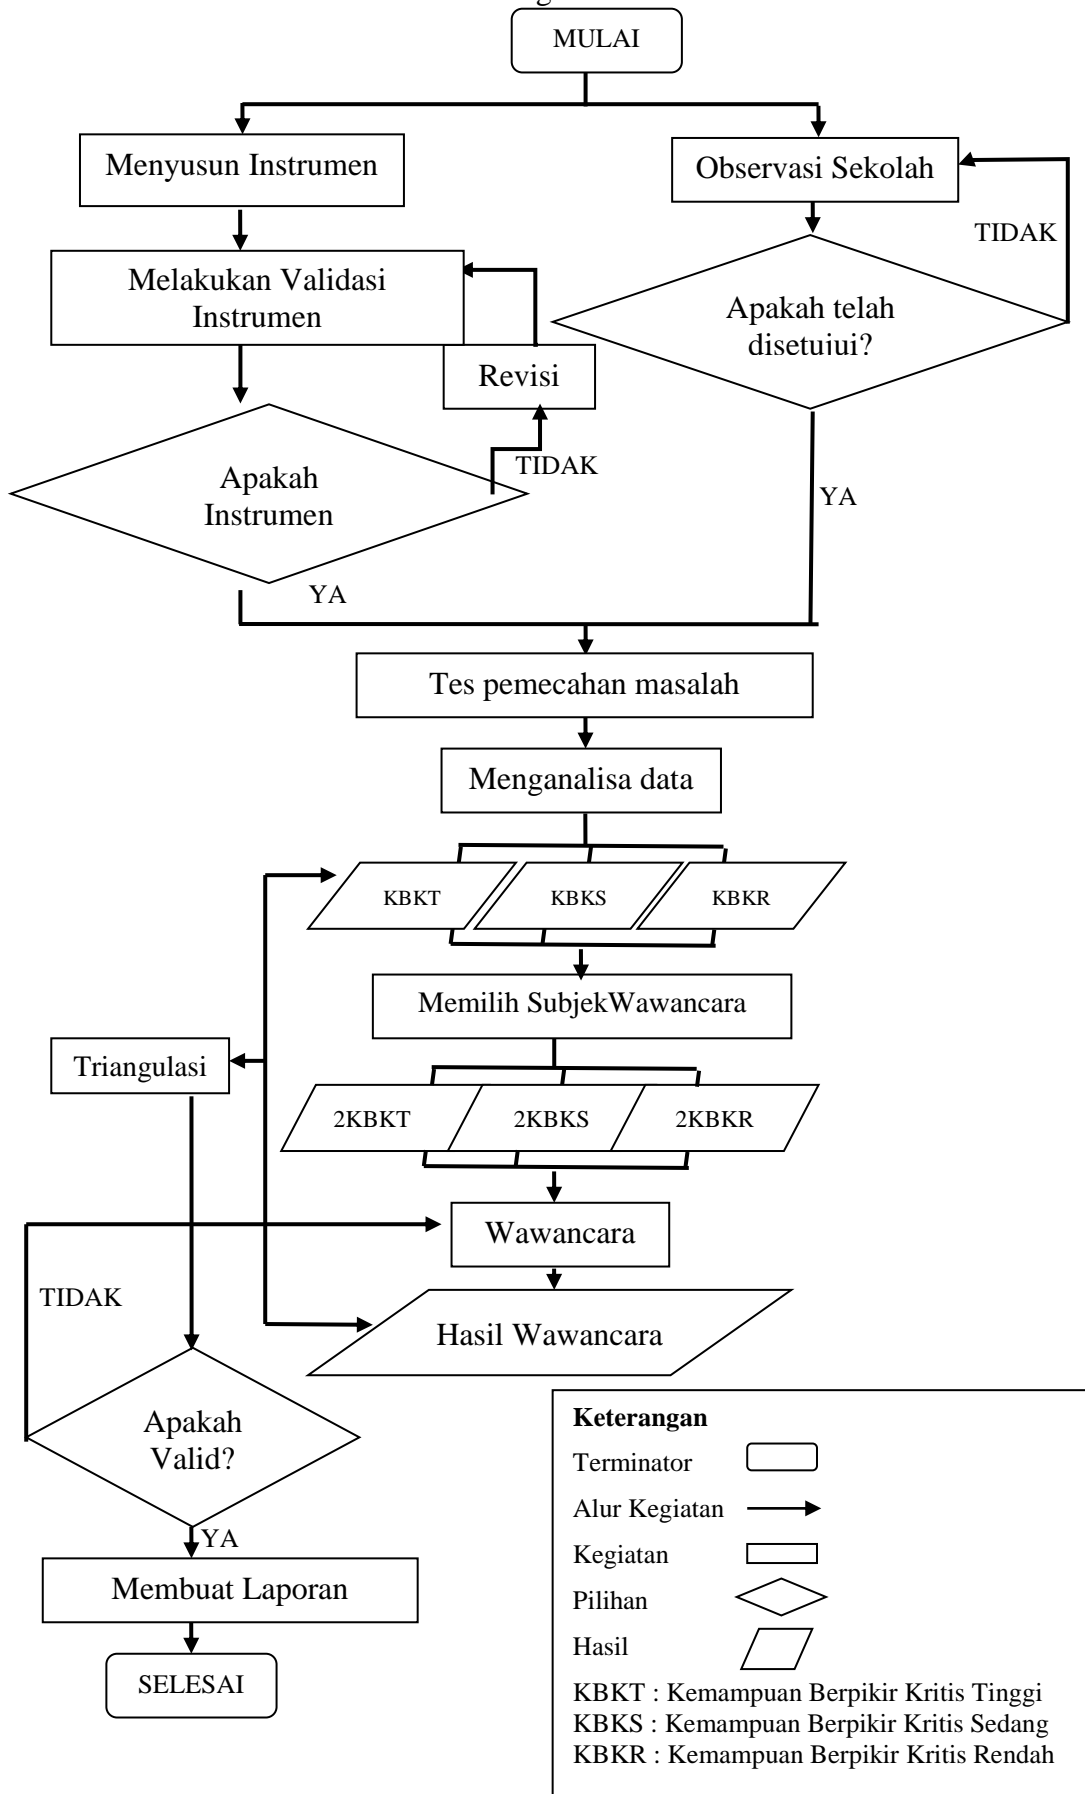 MULAI
Menyusun Instrumen
Observasi Sekolah
TIDAK
Melakukan Validasi
Instrumen
Apakah telah
disetujui?
Revisi
TIDAK
Apakah
Instrumen
YA
YA
Tes pemecahan masalah
Menganalisa data
KBKT
KBKS
KBKR
Memilih SubjekWawancara
Triangulasi
2KBKT
2KBKS
2KBKR
Wawancara
TIDAK
Hasil Wawancara
Apakah
Valid?
YA
Membuat Laporan
SELESAI
Keterangan
Terminator
Alur Kegiatan
Kegiatan
Pilihan
Hasil
KBKT : Kemampuan Berpikir Kritis Tinggi
KBKS : Kemampuan Berpikir Kritis Sedang
KBKR : Kemampuan Berpikir Kritis Rendah